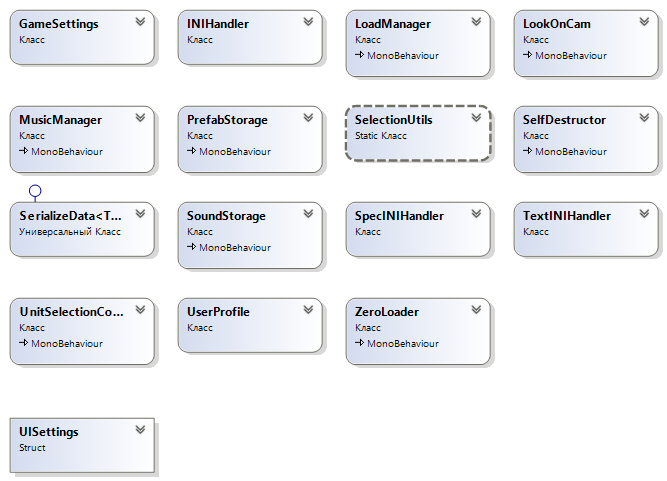 GameSettings
Класс
INIHandler
Класс
LoadManager
Класс
MonoBehaviour
LookOnCam
Класс
MonoBehaviour
MusicManager
Класс
MonoBehaviour
PrefabStorage
Класс
MonoBehaviour
SelectionUtils
Static Класс
SelfDestructor
Класс
MonoBehaviour
SerializeData<T...
Универсальный Класс
SoundStorage
Класс
MonoBehaviour
SpecINIHandler
Класс
TextINIHandler
Класс
UnitSelectionCo...
Класс
MonoBehaviour
UserProfile
Класс
ZeroLoader
Класс
MonoBehaviour
UISettings
Struct